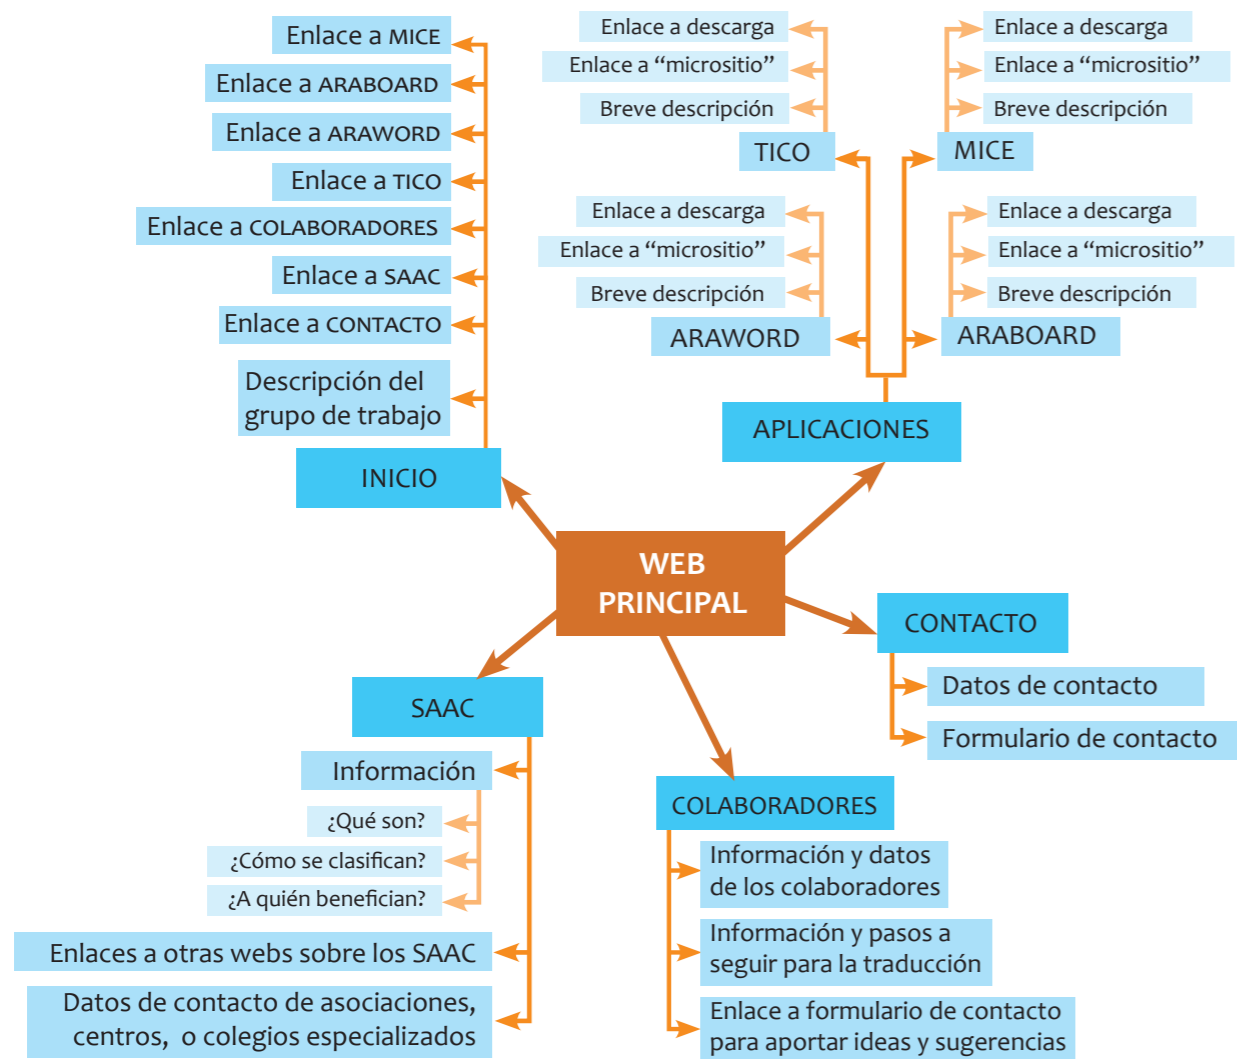 Enlace a MICE
Enlace a ARABOARD
Enlace a ARAWORD
Enlace a TICO
Enlace a COLABORADORES
Enlace a SAAC
Enlace a CONTACTO
Descripción del
grupo de trabajo
INICIO
Enlace a descarga
Enlace a “micrositio”
Breve descripción
TICO
Enlace a descarga
Enlace a “micrositio”
Breve descripción
MICE
Enlace a descarga
Enlace a “micrositio”
Breve descripción
ARAWORD
Enlace a descarga
Enlace a “micrositio”
Breve descripción
ARABOARD
APLICACIONES
WEB
PRINCIPAL
CONTACTO
Datos de contacto
Formulario de contacto
SAAC
Información
¿Qué son?
¿Cómo se clasifican?
¿A quién benefician?
Enlaces a otras webs sobre los SAAC
Datos de contacto de asociaciones,
centros, o colegios especializados
COLABORADORES
Información y datos
de los colaboradores
Información y pasos a
seguir para la traducción
Enlace a formulario de contacto
para aportar ideas y sugerencias